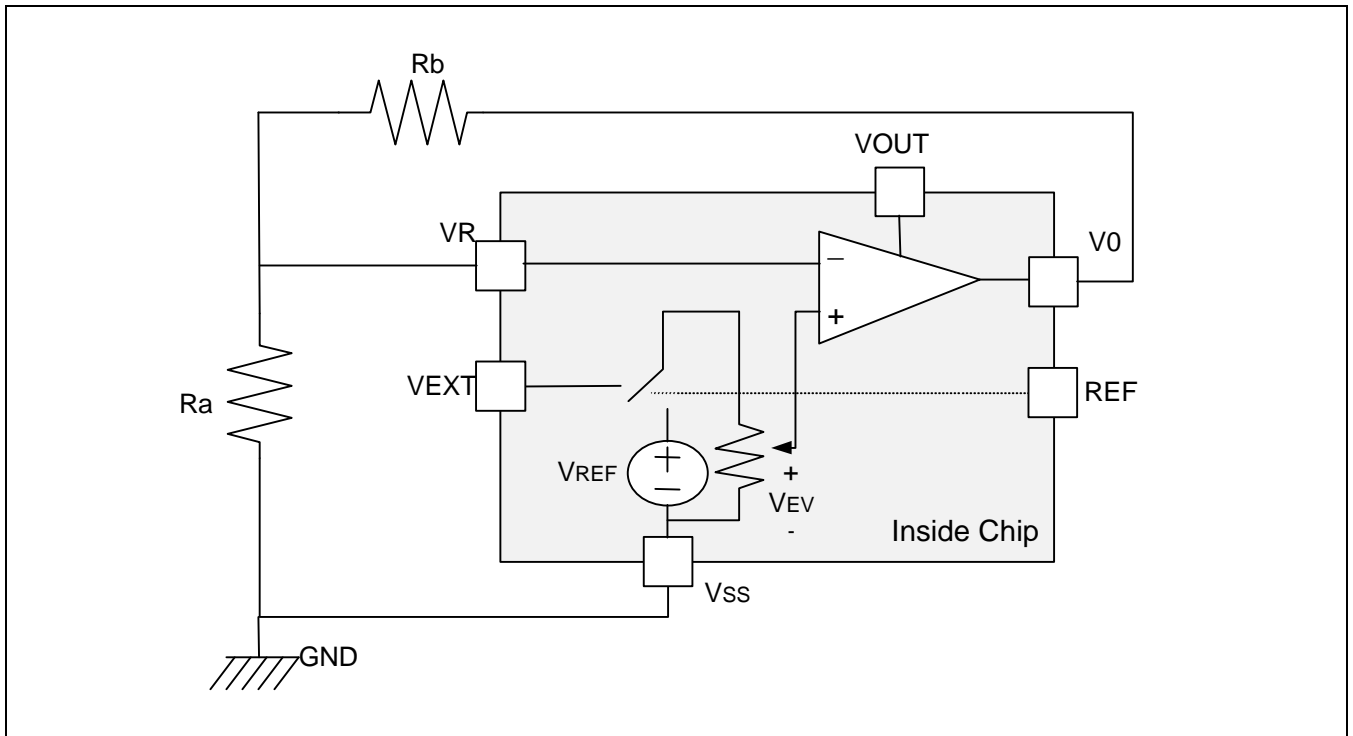 Rb
VOUT
VR
V0
−
+
VEXT
REF
Ra
+
−
VREF
+
VEV
-
Inside Chip
VSS
GND